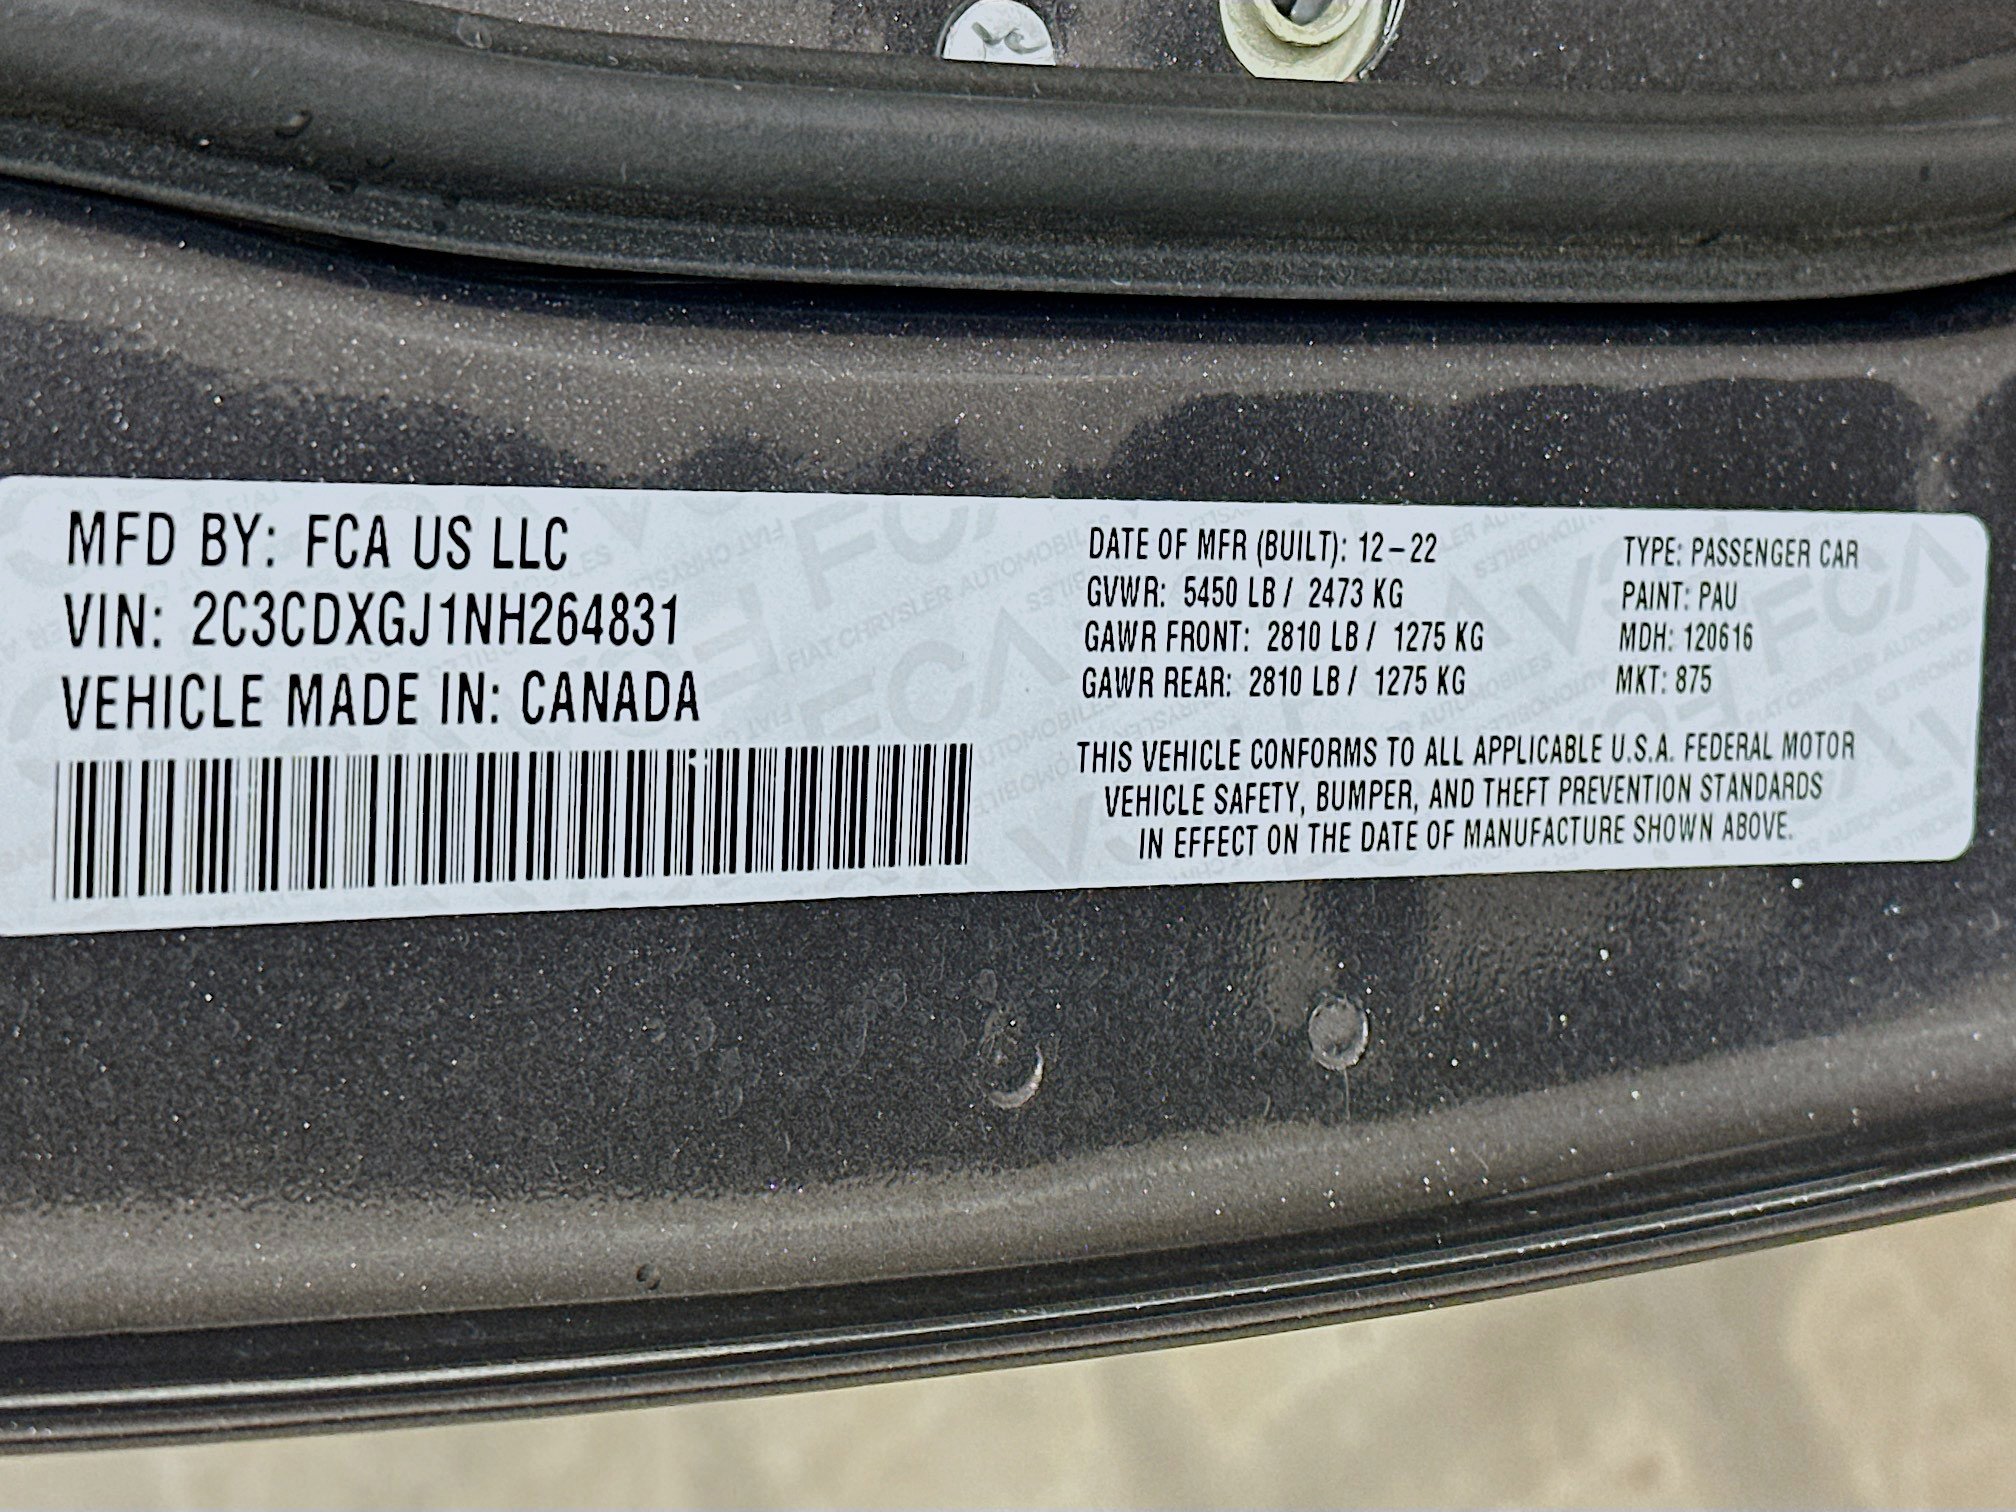 MFD BY: FCA US LLC
VIN: 2C3CDXGJ1NH264831
VEHICLE MADE IN: CANADA
DATE OF MFR (BUILT): 12-22
GVWR: 5450 LB / 2473 KG
GAWR FRONT: 2810 LB / 1275 KG
GAWR REAR: 2810 LB / 1275 KG
TYPE: PASSENGER CAR
PAINT: PAU
MDH: 120616
MKT: 875
THIS VEHICLE CONFORMS TO ALL APPLICABLE U.S.A. FEDERAL MOTOR
VEHICLE SAFETY, BUMPER, AND THEFT PREVENTION STANDARDS
IN EFFECT ON THE DATE OF MANUFACTURE SHOWN ABOVE.